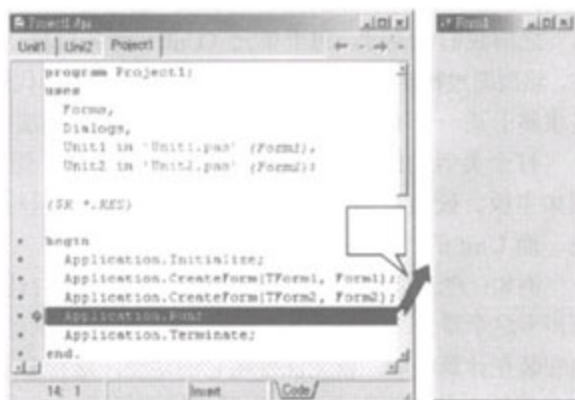 Project1.dpr
Unit1 Unit2 Project1
program Project1;
uses
Forms,
Dialogs,
Unit1 in 'Unit1.pas' {Form1},
Unit2 in 'Unit2.pas' {Form2};
{$R *.RES}
begin
Application.Initialize;
Application.CreateForm(TForm1, Form1);
Application.CreateForm(TForm2, Form2);
Application.Run;
Application.Terminate;
end.
14: 1 Insert Code
Form1